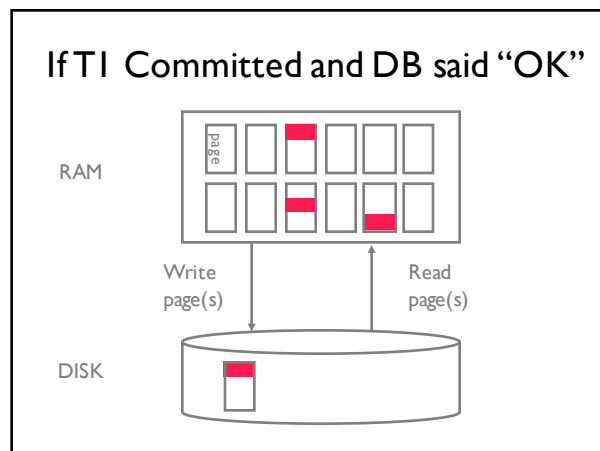 If T1 Committed and DB said “OK”
page
RAM
Write
page(s)
Read
page(s)
DISK